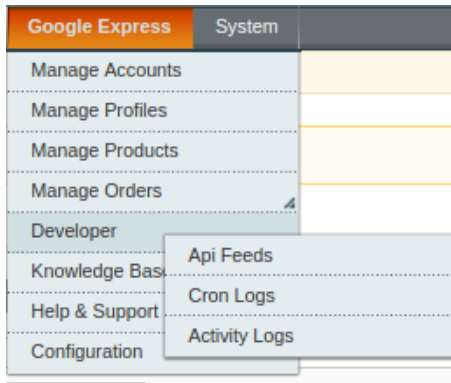 Google Express System
Manage Accounts
Manage Profiles
Manage Products
Manage Orders
Developer
Api Feeds
Knowledge Bas
Cron Logs
Help & Support
Activity Logs
Configuration